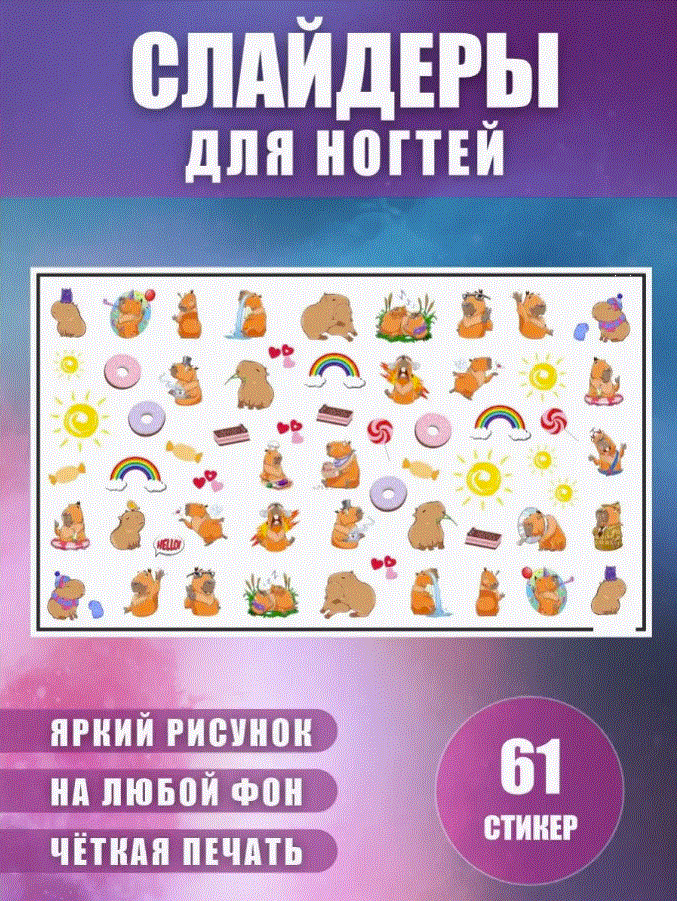 СЛАЙДЕРЫ
ДЛЯ НОГТЕЙ
HELLO!
ЯРКИЙ РИСУНОК
НА ЛЮБОЙ ФОН
ЧЁТКАЯ ПЕЧАТЬ
61
СТИКЕР